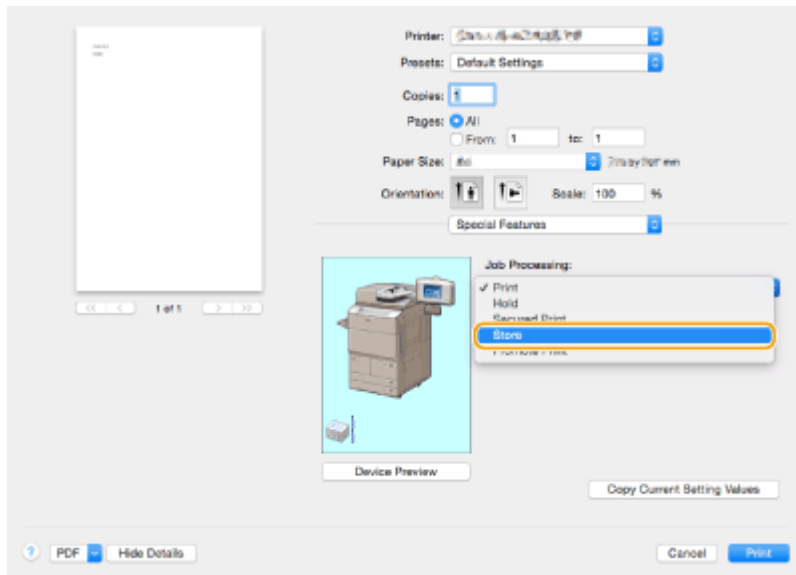 Printer:
Presets: Default Settings
Copies: 1
Pages: All
From: 1 to: 1
Paper Size: mm
Orientation: Scale: 100 %
Special Features
Job Processing:
1 of 1
✓ Print
Hold
Secured Print
Store
Device Preview
Copy Current Setting Values
? PDF Hide Details Cancel Print